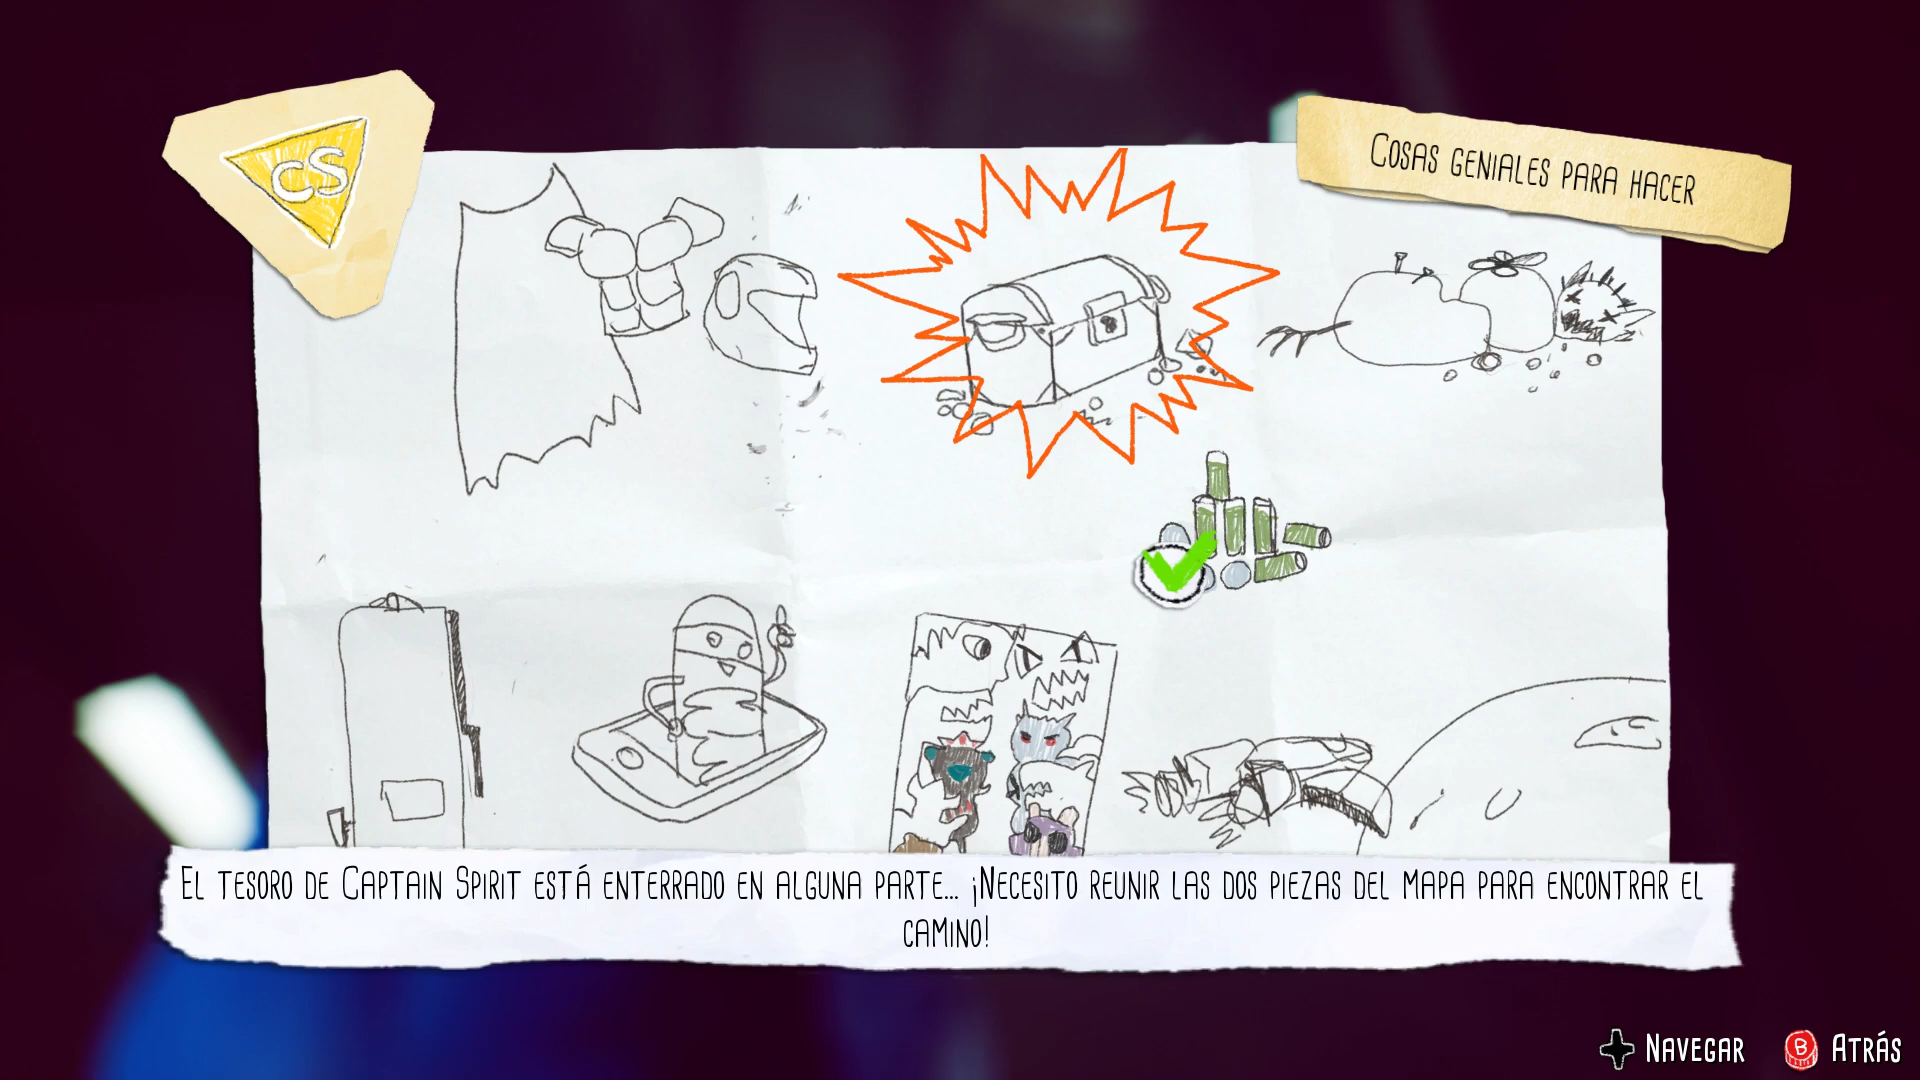 CS
Cosas geniales para hacer
El tesoro de Captain Spirit está enterrado en alguna parte... ¡Necesito reunir las dos piezas del mapa para encontrar el
camino!
Navegar
B Atrás